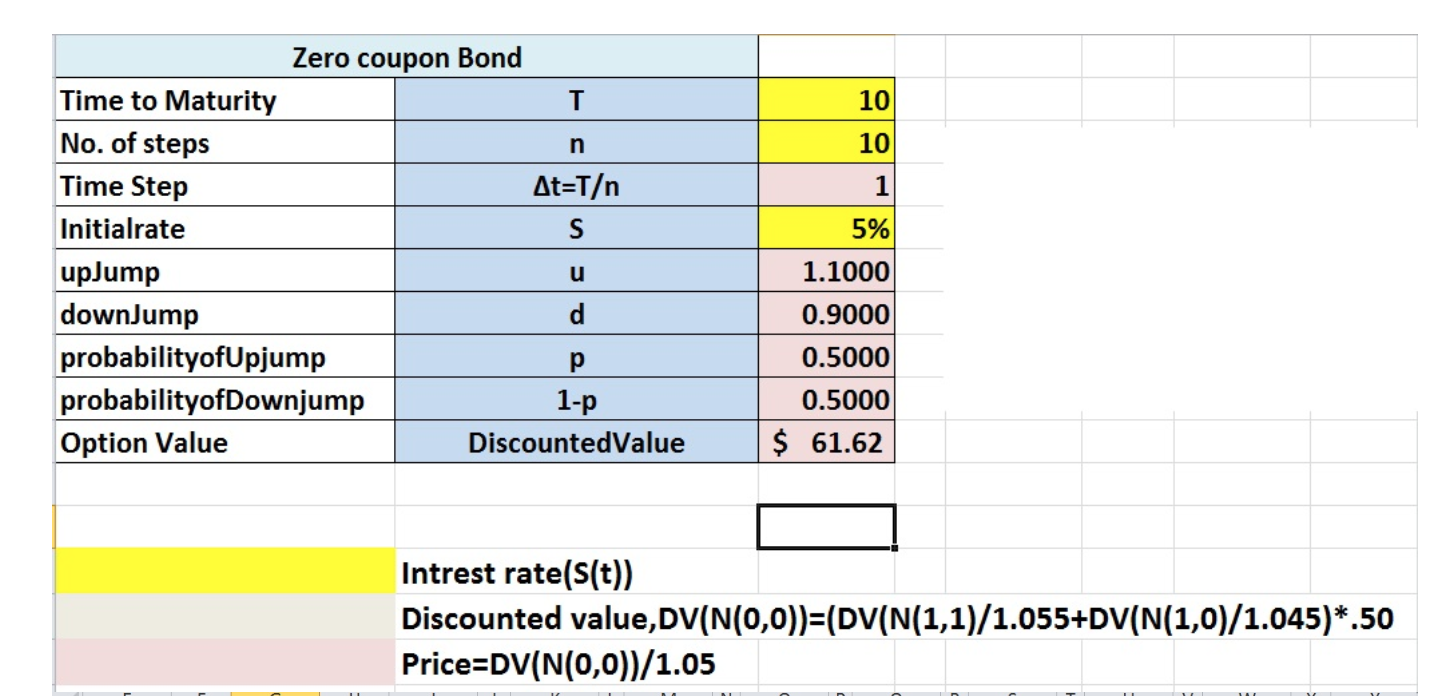 Zero coupon Bond
Time to Maturity T 10
No. of steps n 10
Time Step Δt=T/n 1
Initialrate S 5%
upJump u 1.1000
downJump d 0.9000
probabilityofUpjump p 0.5000
probabilityofDownjump 1-p 0.5000
Option Value DiscountedValue $ 61.62
Intrest rate(S(t))
Discounted value,DV(N(0,0))=(DV(N(1,1)/1.055+DV(N(1,0)/1.045)*.50
Price=DV(N(0,0))/1.05